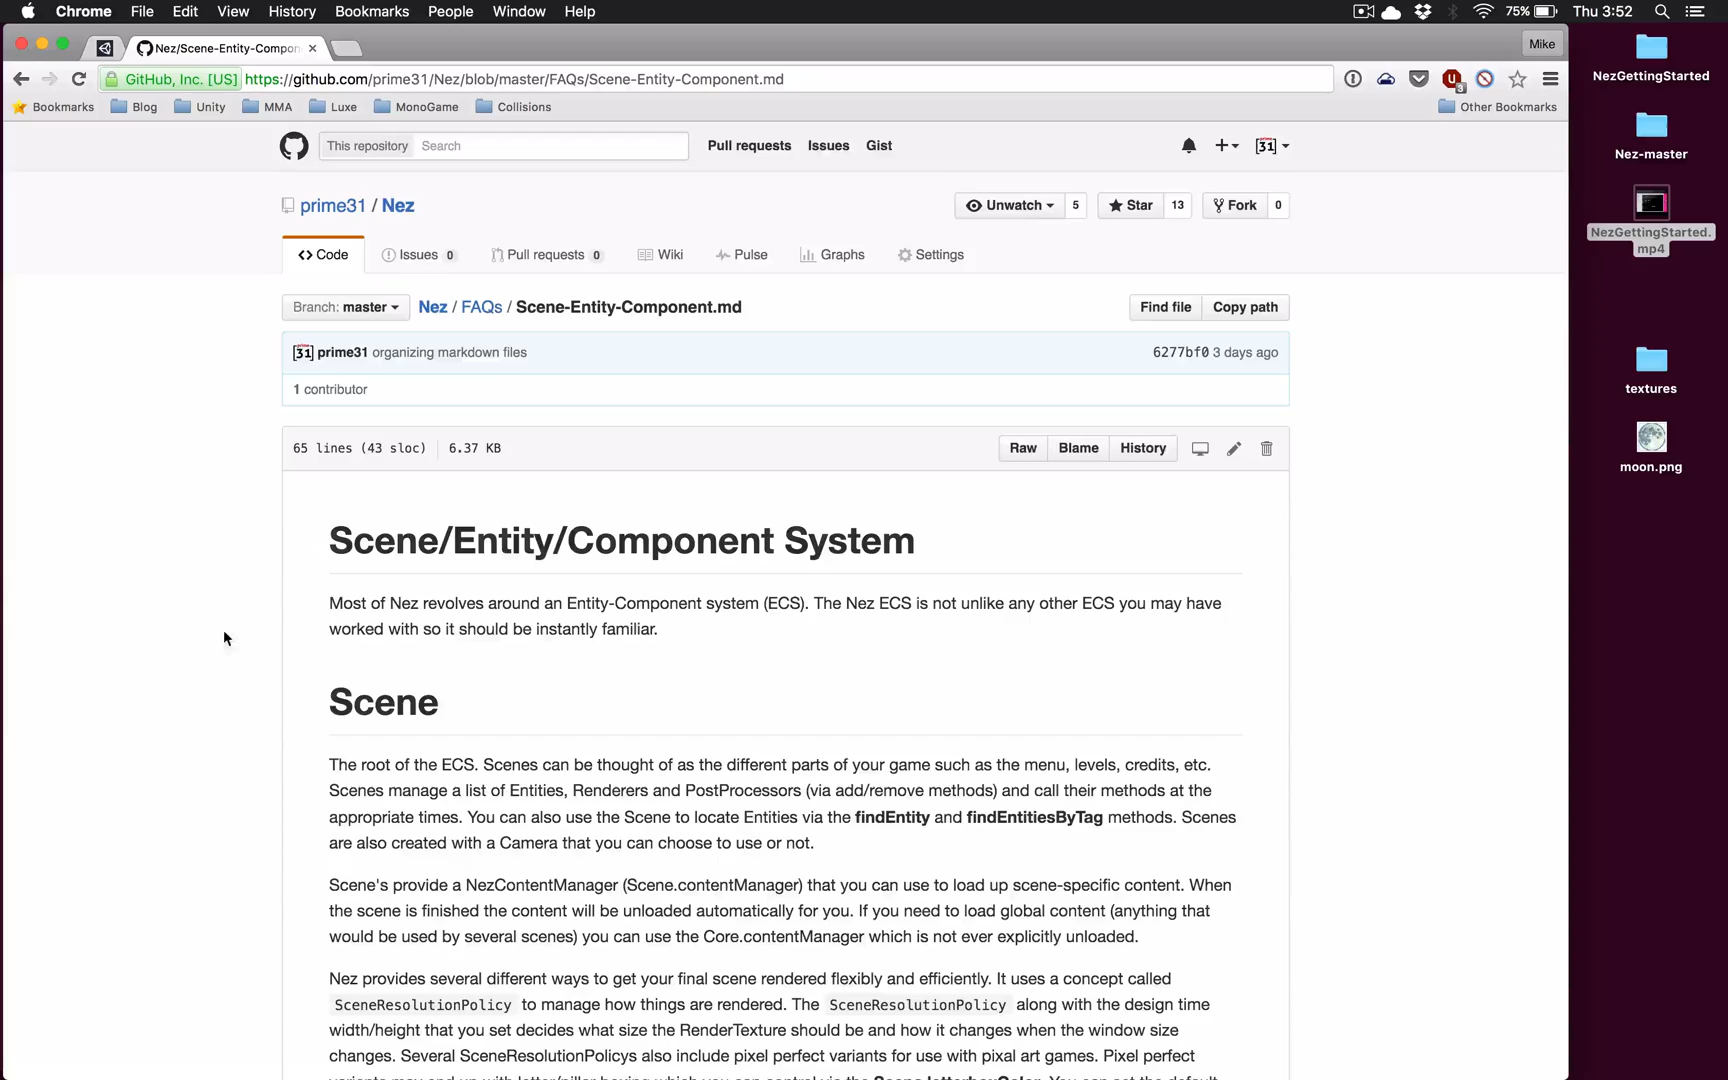 Chrome File Edit View History Bookmarks People Window Help 75% Thu 3:52
Nez/Scene-Entity-Compon Mike
GitHub, Inc. [US] https://github.com/prime31/Nez/blob/master/FAQs/Scene-Entity-Component.md 3
Bookmarks Blog Unity MMA Luxe MonoGame Collisions Other Bookmarks
This repository Search Pull requests Issues Gist
prime31 / Nez Unwatch 5 Star 13 Fork 0
Code Issues 0 Pull requests 0 Wiki Pulse Graphs Settings
Branch: master Nez / FAQs / Scene-Entity-Component.md Find file Copy path
prime31 organizing markdown files 6277bf0 3 days ago
1 contributor
65 lines (43 sloc) 6.37 KB Raw Blame History
Scene/Entity/Component System
Most of Nez revolves around an Entity-Component system (ECS). The Nez ECS is not unlike any other ECS you may have
worked with so it should be instantly familiar.
Scene
The root of the ECS. Scenes can be thought of as the different parts of your game such as the menu, levels, credits, etc.
Scenes manage a list of Entities, Renderers and PostProcessors (via add/remove methods) and call their methods at the
appropriate times. You can also use the Scene to locate Entities via the findEntity and findEntitiesByTag methods. Scenes
are also created with a Camera that you can choose to use or not.
Scene's provide a NezContentManager (Scene.contentManager) that you can use to load up scene-specific content. When
the scene is finished the content will be unloaded automatically for you. If you need to load global content (anything that
would be used by several scenes) you can use the Core.contentManager which is not ever explicitly unloaded.
Nez provides several different ways to get your final scene rendered flexibly and efficiently. It uses a concept called
SceneResolutionPolicy to manage how things are rendered. The SceneResolutionPolicy along with the design time
width/height that you set decides what size the RenderTexture should be and how it changes when the window size
changes. Several SceneResolutionPolicys also include pixel perfect variants for use with pixal art games. Pixel perfect
NezGettingStarted
Nez-master
NezGettingStarted.
mp4
textures
moon.png